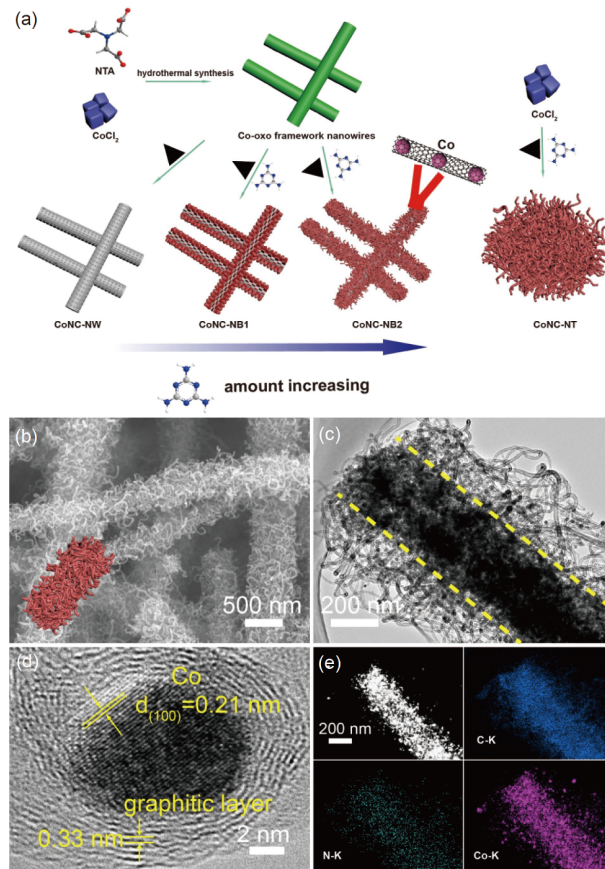 (a)
NTA
hydrothermal synthesis
CoCl2
Co-oxo framework nanowires
Co
CoCl2
CoNC-NW
CoNC-NB1
CoNC-NB2
CoNC-NT
amount increasing
(b)
500 nm
(c)
200 nm
(d)
Co
d(100)=0.21 nm
graphitic layer
0.33 nm
2 nm
(e)
200 nm
C-K
N-K
Co-K